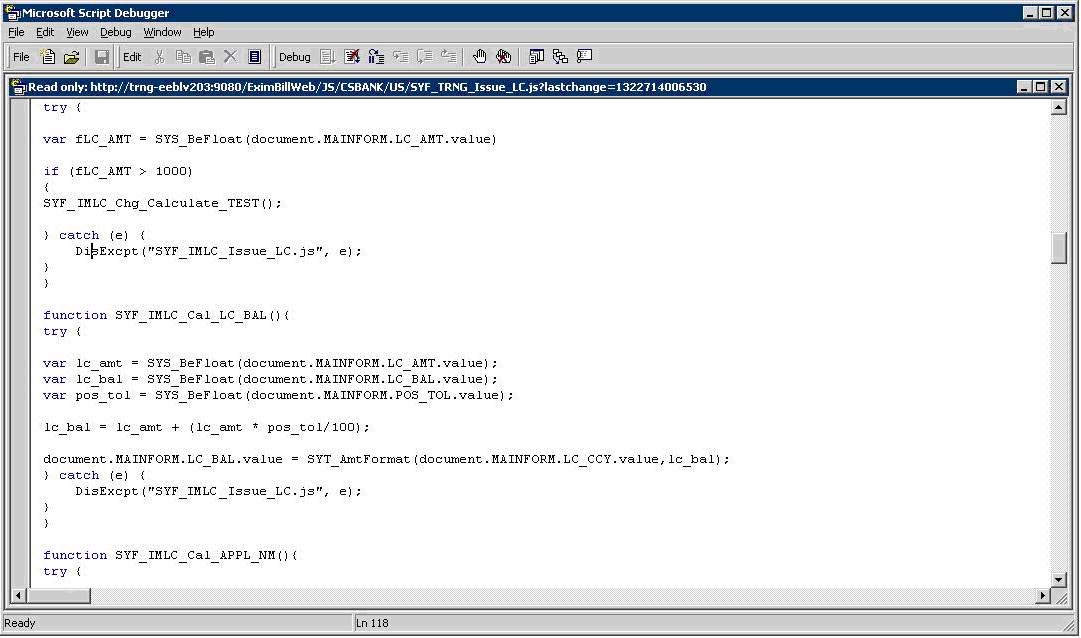 Microsoft Script Debugger
File Edit View Debug Window Help
File Edit Debug
Read only: http://trng-eeblv203:9080/EximBillWeb/JS/CSBANK/US/SYF_TRNG_Issue_LC.js?lastchange=1322714006530
try {
var fLC_AMT = SYS_BeFloat(document.MAINFORM.LC_AMT.value)
if (fLC_AMT > 1000)
{
SYF_IMLC_Chg_Calculate_TEST();
} catch (e) {
DisExcpt("SYF_IMLC_Issue_LC.js", e);
}
}
function SYF_IMLC_Cal_LC_BAL(){
try {
var lc_amt = SYS_BeFloat(document.MAINFORM.LC_AMT.value);
var lc_bal = SYS_BeFloat(document.MAINFORM.LC_BAL.value);
var pos_tol = SYS_BeFloat(document.MAINFORM.POS_TOL.value);
lc_bal = lc_amt + (lc_amt * pos_tol/100);
document.MAINFORM.LC_BAL.value = SYT_AmtFormat(document.MAINFORM.LC_CCY.value,lc_bal);
} catch (e) {
DisExcpt("SYF_IMLC_Issue_LC.js", e);
}
}
function SYF_IMLC_Cal_APPL_NM(){
try {
Ready Ln 118